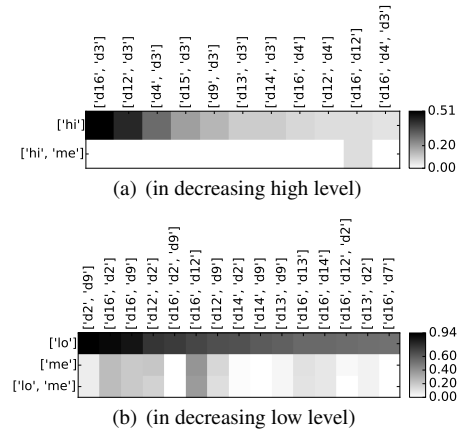 ['d16', 'd3']
['d12', 'd3']
['d4', 'd3']
['d15', 'd3']
['d9', 'd3']
['d13', 'd3']
['d14', 'd3']
['d16', 'd4']
['d12', 'd4']
['d16', 'd12']
['d16', 'd4', 'd3']
['hi']
['hi', 'me']
0.51
0.20
0.00
(a) (in decreasing high level)
['d2', 'd9']
['d16', 'd2']
['d16', 'd9']
['d12', 'd2']
['d16', 'd2', 'd9']
['d16', 'd12']
['d12', 'd9']
['d14', 'd2']
['d14', 'd9']
['d13', 'd9']
['d16', 'd13']
['d16', 'd14']
['d16', 'd12', 'd2']
['d13', 'd2']
['d16', 'd7']
['lo']
['me']
['lo', 'me']
0.94
0.60
0.40
0.20
0.00
(b) (in decreasing low level)